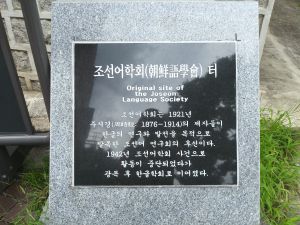 조선어학회(朝鮮語學會) 터
Original site of
the Joseon
Language Society
조선어학회는 1921년
주시경(周時經: 1876-1914)의 제자들이
한글의 연구와 발전을 목적으로
발족한 조선어 연구회의 후신이다.
1942년 조선어학회 사건으로
활동이 중단되었다가
광복 후 한글학회로 이어졌다.